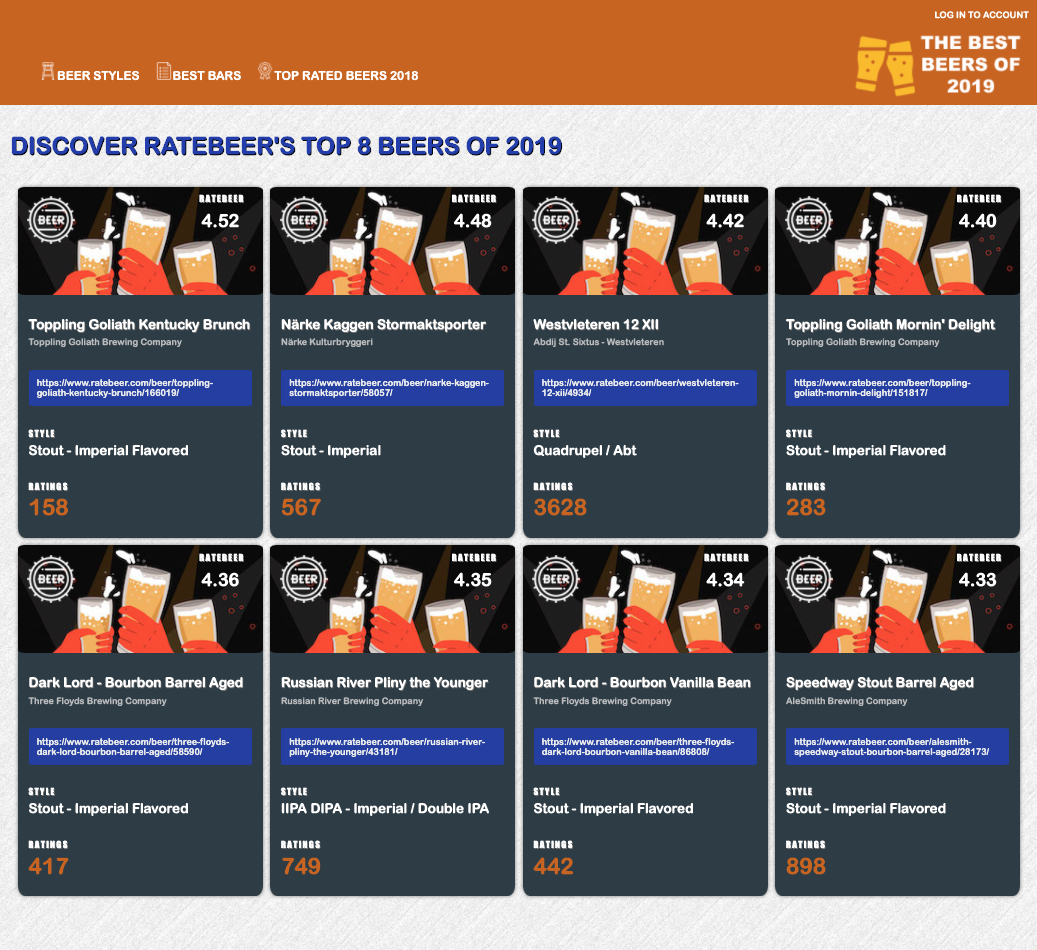 LOG IN TO ACCOUNT
BEER STYLES
BEST BARS
TOP RATED BEERS 2018
THE BEST
BEERS OF
2019
DISCOVER RATEBEER'S TOP 8 BEERS OF 2019
BEER
RATEBEER
4.52
Toppling Goliath Kentucky Brunch
Toppling Goliath Brewing Company
https://www.ratebeer.com/beer/toppling-
goliath-kentucky-brunch/166019/
STYLE
Stout - Imperial Flavored
RATINGS
158
BEER
RATEBEER
4.48
Närke Kaggen Stormaktsporter
Närke Kulturbryggeri
https://www.ratebeer.com/beer/narke-kaggen-
stormaktsporter/58057/
STYLE
Stout - Imperial
RATINGS
567
BEER
RATEBEER
4.42
Westvleteren 12 XII
Abdij St. Sixtus - Westvleteren
https://www.ratebeer.com/beer/westvleteren-
12-xii/4934/
STYLE
Quadrupel / Abt
RATINGS
3628
BEER
RATEBEER
4.40
Toppling Goliath Mornin' Delight
Toppling Goliath Brewing Company
https://www.ratebeer.com/beer/toppling-
goliath-mornin-delight/151817/
STYLE
Stout - Imperial Flavored
RATINGS
283
BEER
RATEBEER
4.36
Dark Lord - Bourbon Barrel Aged
Three Floyds Brewing Company
https://www.ratebeer.com/beer/three-floyds-
dark-lord-bourbon-barrel-aged/58590/
STYLE
Stout - Imperial Flavored
RATINGS
417
BEER
RATEBEER
4.35
Russian River Pliny the Younger
Russian River Brewing Company
https://www.ratebeer.com/beer/russian-river-
pliny-the-younger/43181/
STYLE
IIPA DIPA - Imperial / Double IPA
RATINGS
749
BEER
RATEBEER
4.34
Dark Lord - Bourbon Vanilla Bean
Three Floyds Brewing Company
https://www.ratebeer.com/beer/three-floyds-
dark-lord-bourbon-vanilla-bean/86808/
STYLE
Stout - Imperial Flavored
RATINGS
442
BEER
RATEBEER
4.33
Speedway Stout Barrel Aged
AleSmith Brewing Company
https://www.ratebeer.com/beer/alesmith-
speedway-stout-bourbon-barrel-aged/28173/
STYLE
Stout - Imperial Flavored
RATINGS
898